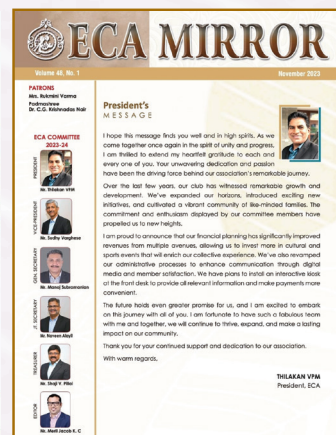 ECA MIRROR
Volume 46, No. 1
November 2023
PATRONS
Mrs. Rukmini Varma
Padmashree
Dr. C.G. Krishnadas Nair
ECA COMMITTEE
2023-24
PRESIDENT
Mr. Thilakan VPM
VICE-PRESIDENT
Mr. Sudhy Varghese
GEN. SECRETARY
Mr. Manoj Subramanian
JT. SECRETARY
Mr. Naveen Alayil
TREASURER
Mr. Shaji V. Pillai
EDITOR
Mr. Meril Jacob K. C
President's
MESSAGE
I hope this message finds you well and in high spirits. As we
come together once again in the spirit of unity and progress,
I am thrilled to extend my heartfelt gratitude to each and
every one of you. Your unwavering dedication and passion
have been the driving force behind our association's remarkable journey.
Over the last few years, our club has witnessed remarkable growth and
development. We've expanded our horizons, introduced exciting new
initiatives, and cultivated a vibrant community of like-minded families. The
commitment and enthusiasm displayed by our committee members have
propelled us to new heights.
I am proud to announce that our financial planning has significantly improved
revenues from multiple avenues, allowing us to invest more in cultural and
sports events that will enrich our collective experience. We've also revamped
our administrative processes to enhance communication through digital
media and member satisfaction. We have plans to install an interactive kiosk
at the front desk to provide all relevant information and make payments more
convenient.
The future holds even greater promise for us, and I am excited to embark
on this journey with all of you. I am fortunate to have such a fabulous team
with me and together, we will continue to thrive, expand, and make a lasting
impact on our community.
Thank you for your continued support and dedication to our association.
With warm regards,
THILAKAN VPM
President, ECA